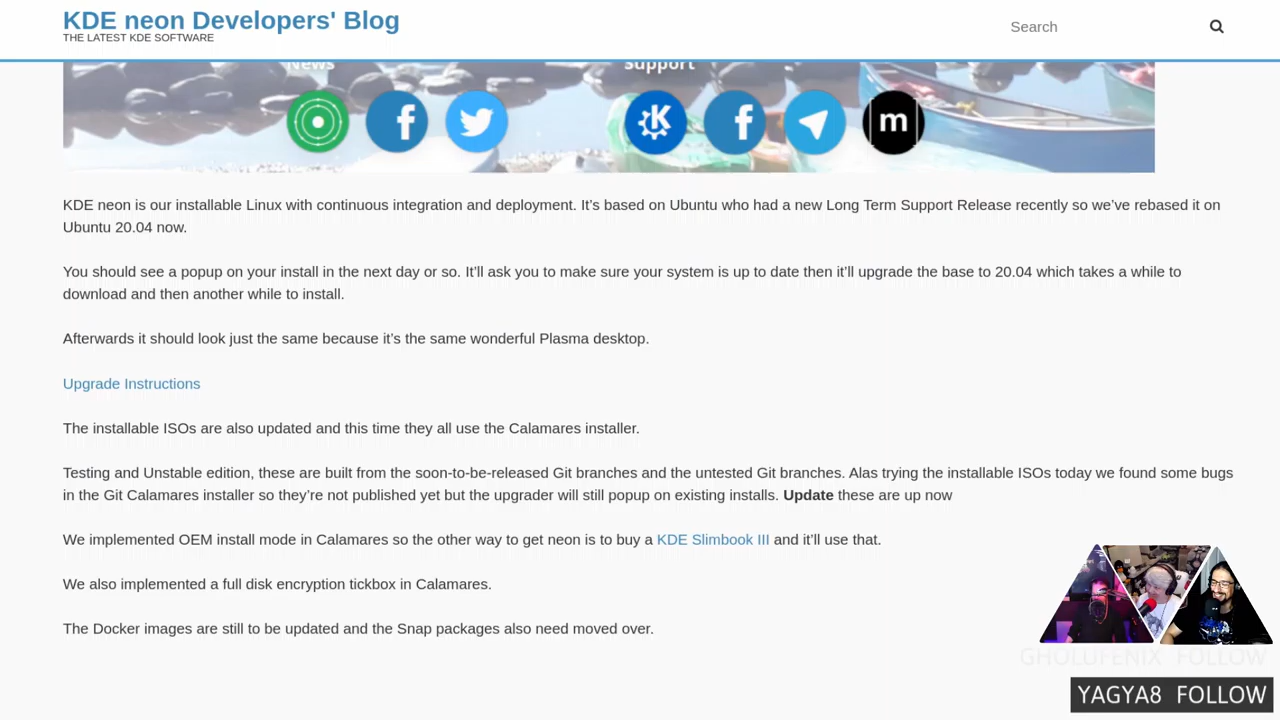 KDE neon Developers' Blog
THE LATEST KDE SOFTWARE
Search
News
Support
f
K
f
m
KDE neon is our installable Linux with continuous integration and deployment. It’s based on Ubuntu who had a new Long Term Support Release recently so we’ve rebased it on
Ubuntu 20.04 now.
You should see a popup on your install in the next day or so. It’ll ask you to make sure your system is up to date then it’ll upgrade the base to 20.04 which takes a while to
download and then another while to install.
Afterwards it should look just the same because it’s the same wonderful Plasma desktop.
Upgrade Instructions
The installable ISOs are also updated and this time they all use the Calamares installer.
Testing and Unstable edition, these are built from the soon-to-be-released Git branches and the untested Git branches. Alas trying the installable ISOs today we found some bugs
in the Git Calamares installer so they’re not published yet but the upgrader will still popup on existing installs. Update these are up now
We implemented OEM install mode in Calamares so the other way to get neon is to buy a KDE Slimbook III and it’ll use that.
We also implemented a full disk encryption tickbox in Calamares.
The Docker images are still to be updated and the Snap packages also need moved over.
GHOLUFENIX FOLLOW
YAGYA8 FOLLOW